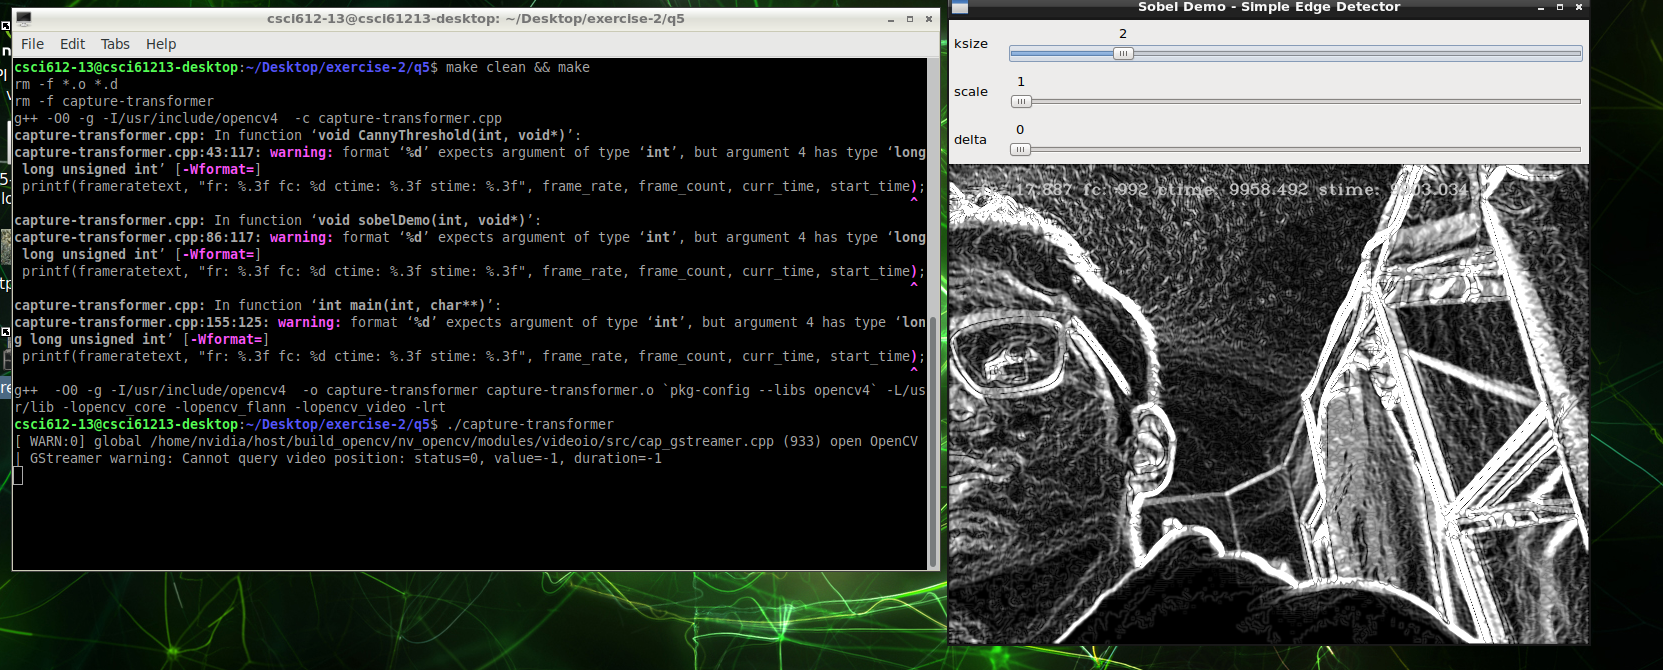 csci612-13@csci61213-desktop: ~/Desktop/exercise-2/q5
File Edit Tabs Help
csci612-13@csci61213-desktop:~/Desktop/exercise-2/q5$ make clean && make
rm -f *.o *.d
rm -f capture-transformer
g++ -O0 -g -I/usr/include/opencv4  -c capture-transformer.cpp
capture-transformer.cpp: In function ‘void CannyThreshold(int, void*)’:
capture-transformer.cpp:43:117: warning: format ‘%d’ expects argument of type ‘int’, but argument 4 has type ‘long
 long unsigned int’ [-Wformat=]
 printf(frameratetext, "fr: %.3f fc: %d ctime: %.3f stime: %.3f", frame_rate, frame_count, curr_time, start_time);
^
capture-transformer.cpp: In function ‘void sobelDemo(int, void*)’:
capture-transformer.cpp:86:117: warning: format ‘%d’ expects argument of type ‘int’, but argument 4 has type ‘long
 long unsigned int’ [-Wformat=]
 printf(frameratetext, "fr: %.3f fc: %d ctime: %.3f stime: %.3f", frame_rate, frame_count, curr_time, start_time);
^
capture-transformer.cpp: In function ‘int main(int, char**)’:
capture-transformer.cpp:155:125: warning: format ‘%d’ expects argument of type ‘int’, but argument 4 has type ‘lon
g long unsigned int’ [-Wformat=]
 printf(frameratetext, "fr: %.3f fc: %d ctime: %.3f stime: %.3f", frame_rate, frame_count, curr_time, start_time);
^
g++  -O0 -g -I/usr/include/opencv4  -o capture-transformer capture-transformer.o `pkg-config --libs opencv4` -L/us
r/lib -lopencv_core -lopencv_flann -lopencv_video -lrt
csci612-13@csci61213-desktop:~/Desktop/exercise-2/q5$ ./capture-transformer
[ WARN:0] global /home/nvidia/host/build_opencv/nv_opencv/modules/videoio/src/cap_gstreamer.cpp (933) open OpenCV
| GStreamer warning: Cannot query video position: status=0, value=-1, duration=-1
Sobel Demo - Simple Edge Detector
ksize 2
scale 1
delta 0
17.887 fc: 992 ctime: 9958.492 stime: